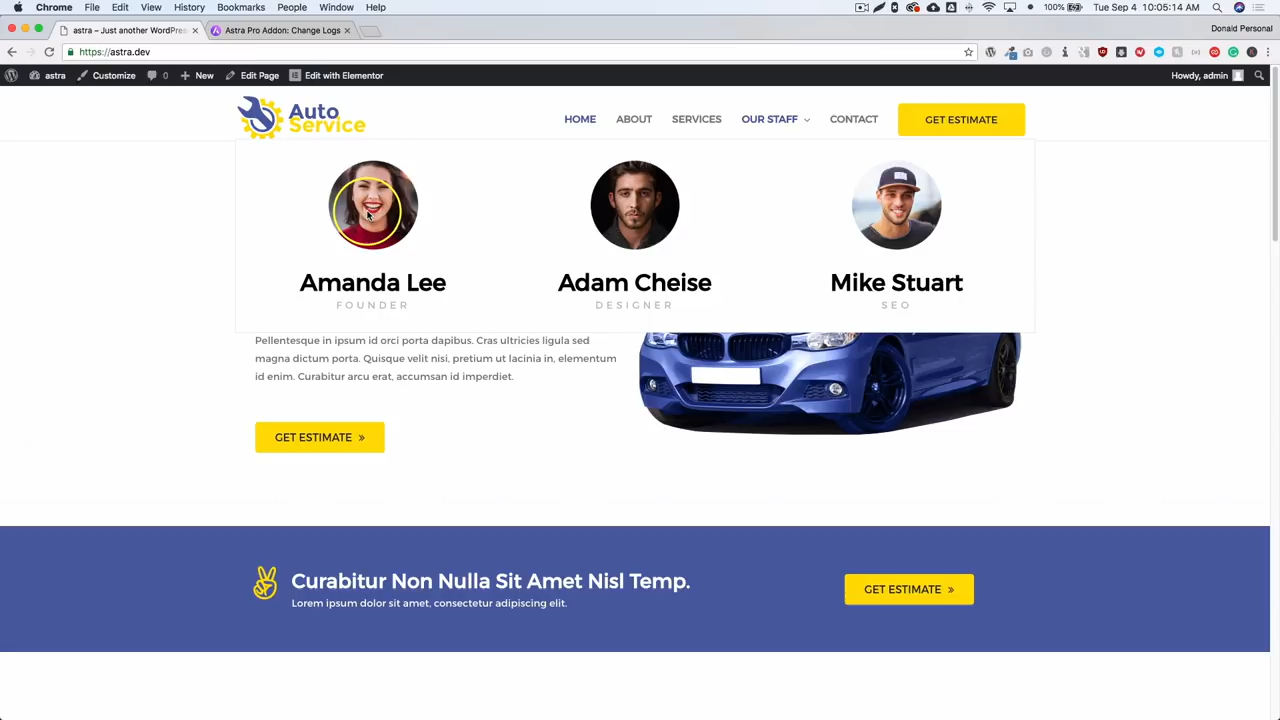 Chrome File Edit View History Bookmarks People Window Help
100% Tue Sep 4 10:05:14 AM Donald Personal
astra – Just another WordPres
Astra Pro Addon: Change Logs
Donald Personal
https://astra.dev
astra Customize 0 New Edit Page Edit with Elementor
Howdy, admin
Auto
Service
HOME ABOUT SERVICES OUR STAFF CONTACT GET ESTIMATE
Amanda Lee
FOUNDER
Adam Cheise
DESIGNER
Mike Stuart
SEO
Pellentesque in ipsum id orci porta dapibus. Cras ultricies ligula sed
magna dictum porta. Quisque velit nisi, pretium ut lacinia in, elementum
id enim. Curabitur arcu erat, accumsan id imperdiet.
GET ESTIMATE »
Curabitur Non Nulla Sit Amet Nisl Temp.
Lorem ipsum dolor sit amet, consectetur adipiscing elit.
GET ESTIMATE »